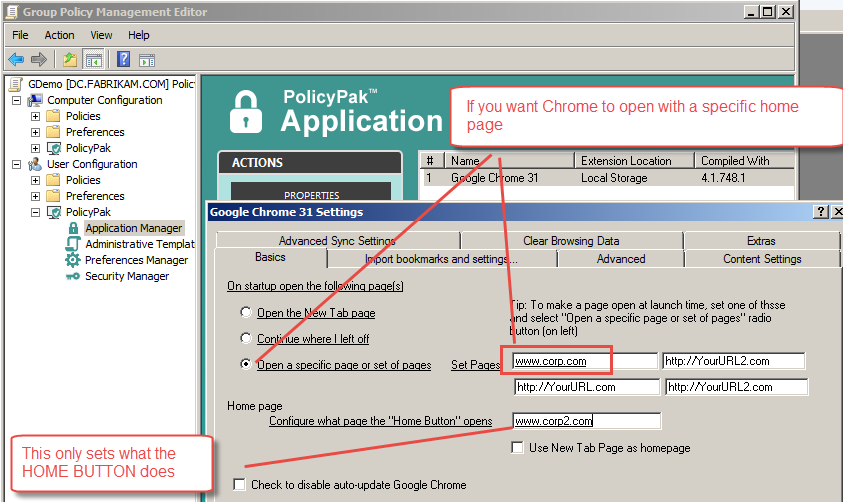 Group Policy Management Editor
File Action View Help
GDemo [DC.FABRIKAM.COM] Polic
Computer Configuration
Policies
Preferences
PolicyPak
User Configuration
Policies
Preferences
PolicyPak
Application Manager
Administrative Templat
Preferences Manager
Security Manager
PolicyPak™
Application
If you want Chrome to open with a specific home
page
ACTIONS
PROPERTIES
# Name Extension Location Compiled With
1 Google Chrome 31 Local Storage 4.1.748.1
Google Chrome 31 Settings
Advanced Sync Settings Clear Browsing Data Extras
Basics Import bookmarks and settings... Advanced Content Settings
On startup open the following page(s)
Open the New Tab page
Continue where I left off
Open a specific page or set of pages
Tip: To make a page open at launch time, set one of thsse
and select "Open a specific page or set of pages" radio
button (on left)
Set Pages www.corp.com http://YourURL2.com
http://YourURL.com http://YourURL2.com
Home page
Configure what page the "Home Button" opens www.corp2.com
Use New Tab Page as homepage
Check to disable auto-update Google Chrome
This only sets what the
HOME BUTTON does